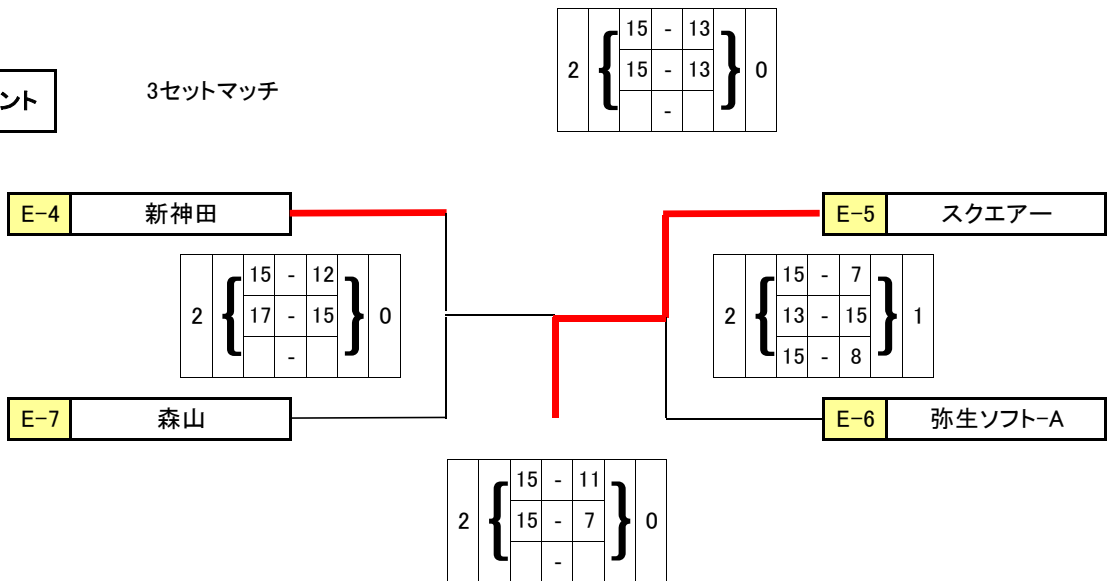 15 - 13
2 { 15 - 13 } 0
-
ント
3セットマッチ
E-4 新神田
E-5 スクエアー
15 - 12
2 { 17 - 15 } 0
-
15 - 7
2 { 13 - 15 } 1
15 - 8
E-7 森山
E-6 弥生ソフト-A
15 - 11
2 { 15 - 7 } 0
-